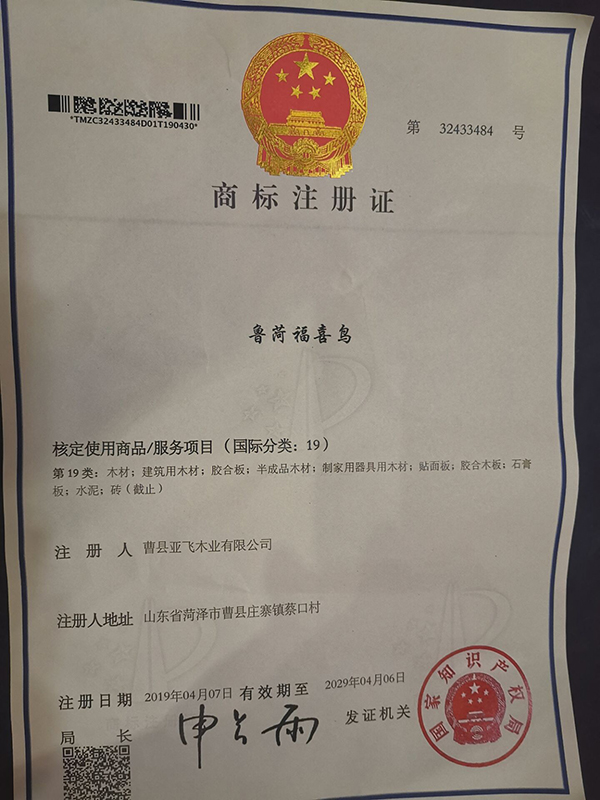 *TMZC32433484D01T190430*
第 32433484 号
商标注册证
鲁菏福喜鸟
核定使用商品/服务项目（国际分类：19）
第 19 类：木材；建筑用木材；胶合板；半成品木材；制家用器具用木材；贴面板；胶合木板；石膏
板；水泥；砖（截止）
注册人 曹县亚飞木业有限公司
注册人地址 山东省菏泽市曹县庄寨镇蔡口村
注册日期 2019年04月07日 有效期至 2029年04月06日
局长 申长雨 发证机关
国家知识产权局